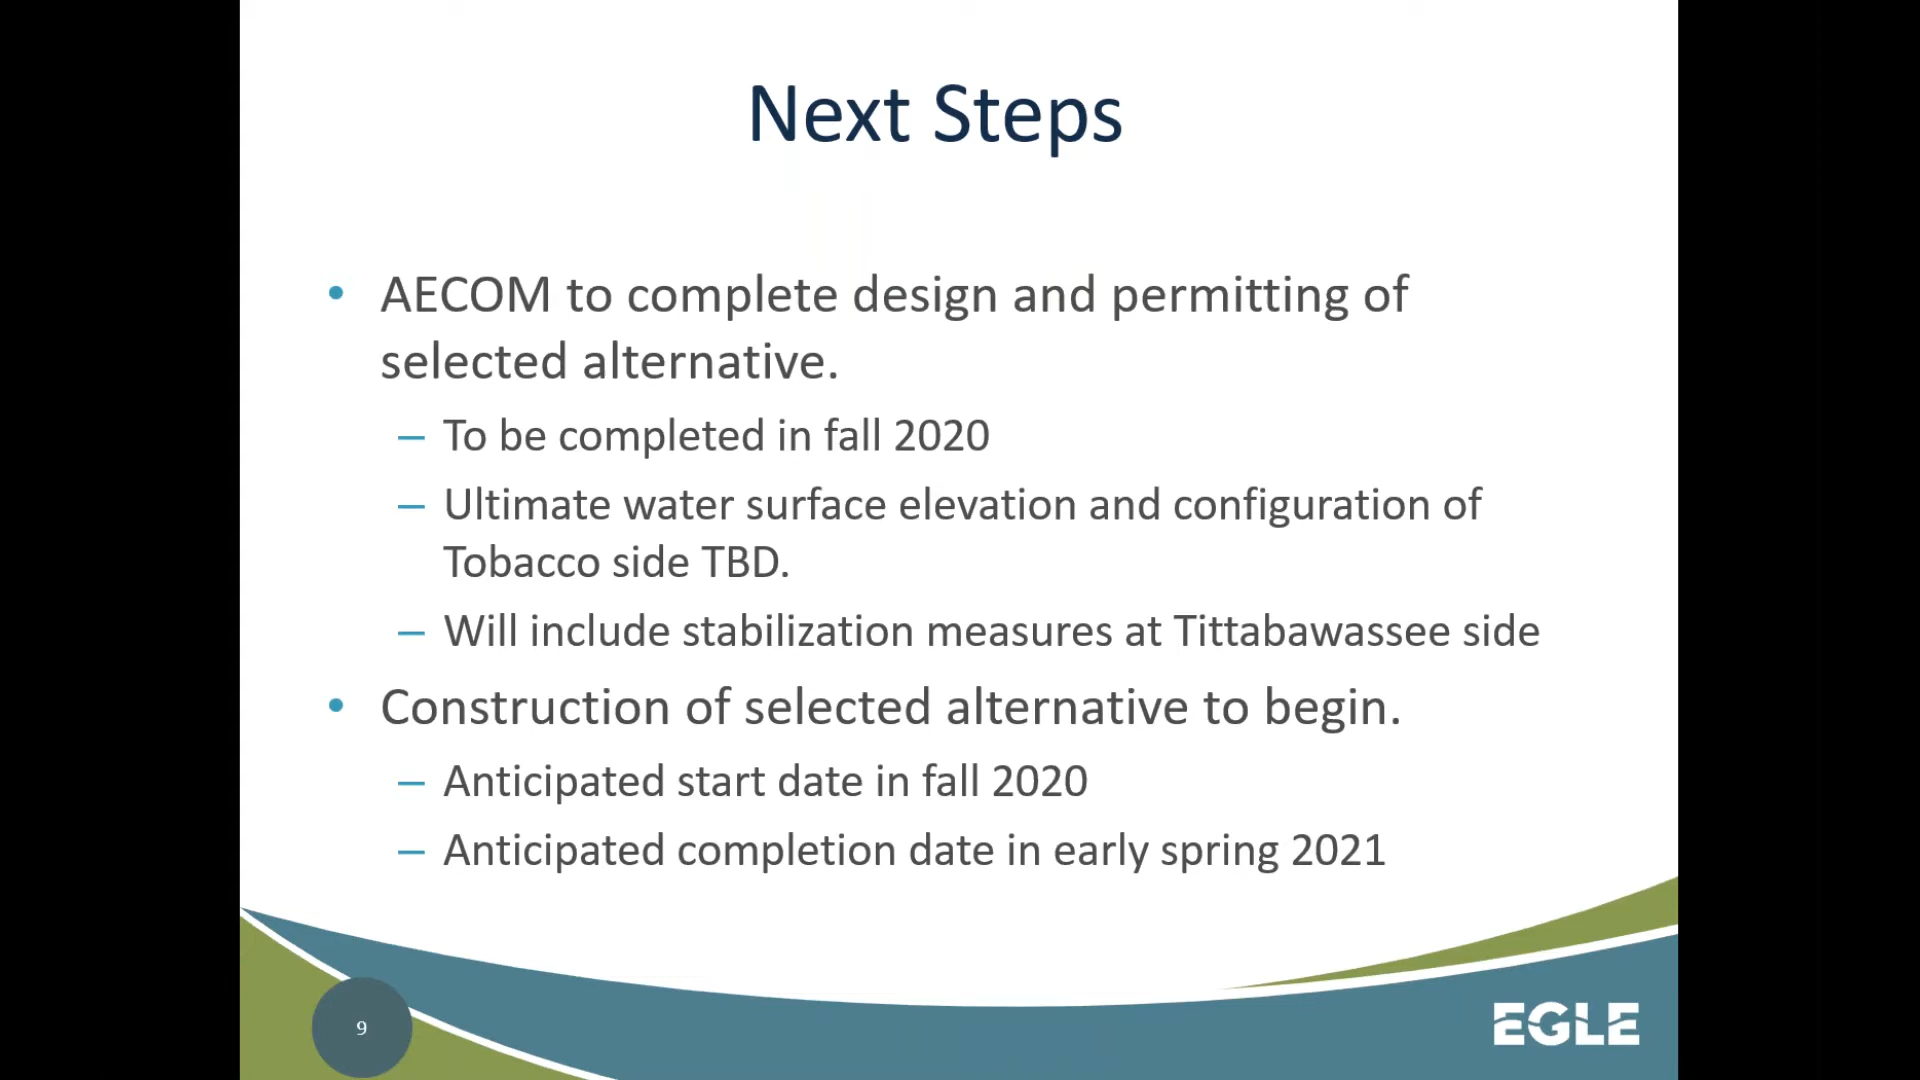 Next Steps
• AECOM to complete design and permitting of
selected alternative.
– To be completed in fall 2020
– Ultimate water surface elevation and configuration of
Tobacco side TBD.
– Will include stabilization measures at Tittabawassee side
• Construction of selected alternative to begin.
– Anticipated start date in fall 2020
– Anticipated completion date in early spring 2021
9
EGLE